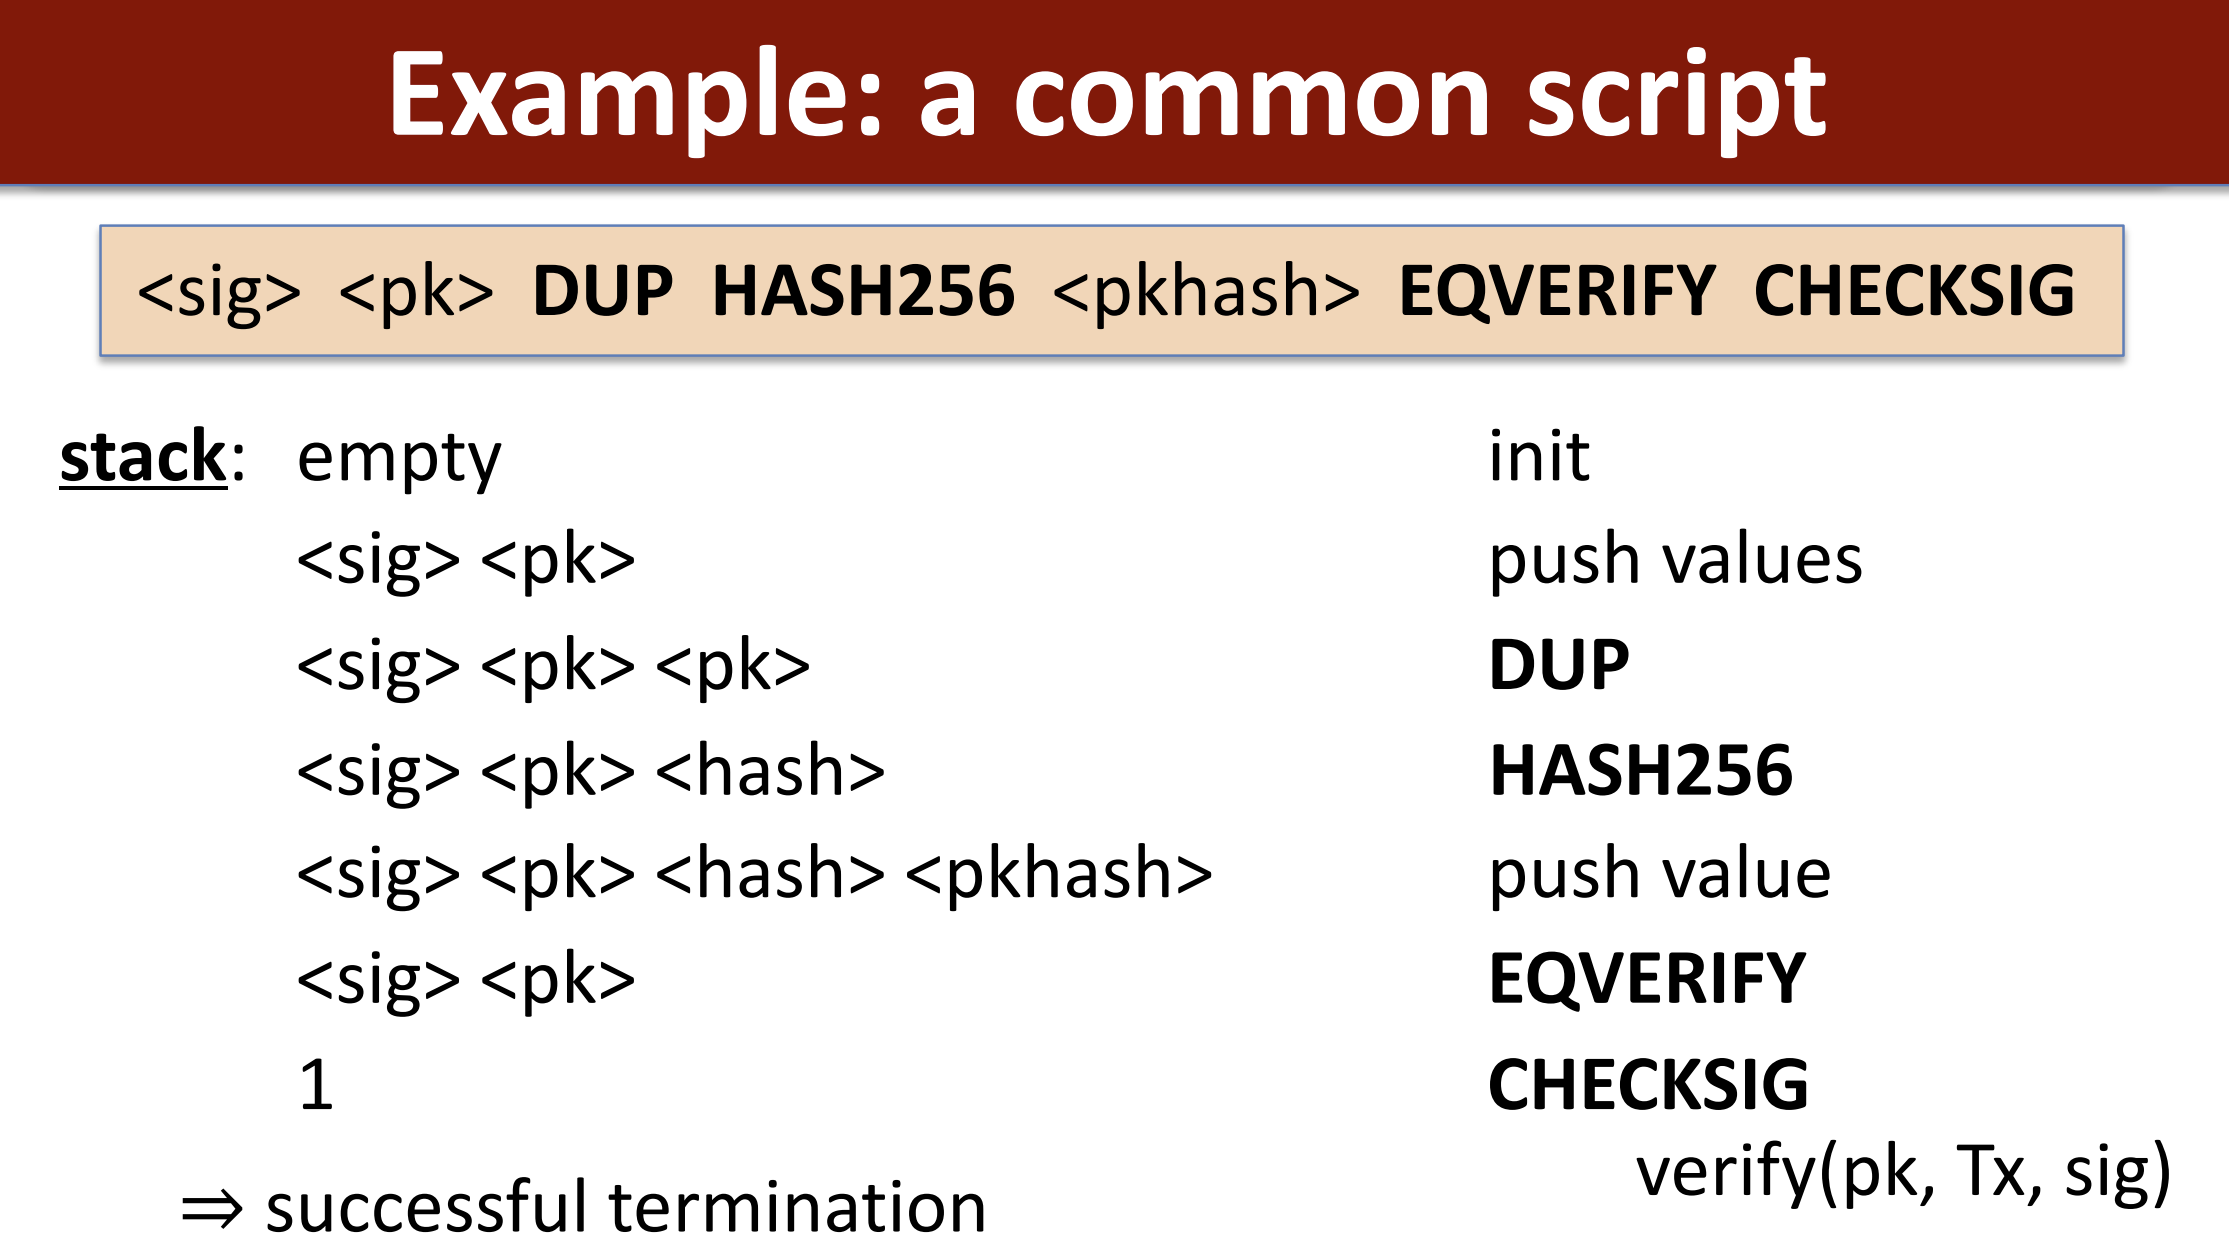 Example: a common script
<sig> <pk> DUP HASH256 <pkhash> EQVERIFY CHECKSIG
stack: empty init
<sig> <pk> push values
<sig> <pk> <pk> DUP
<sig> <pk> <hash> HASH256
<sig> <pk> <hash> <pkhash> push value
<sig> <pk> EQVERIFY
1 CHECKSIG
verify(pk, Tx, sig)
⇒ successful termination